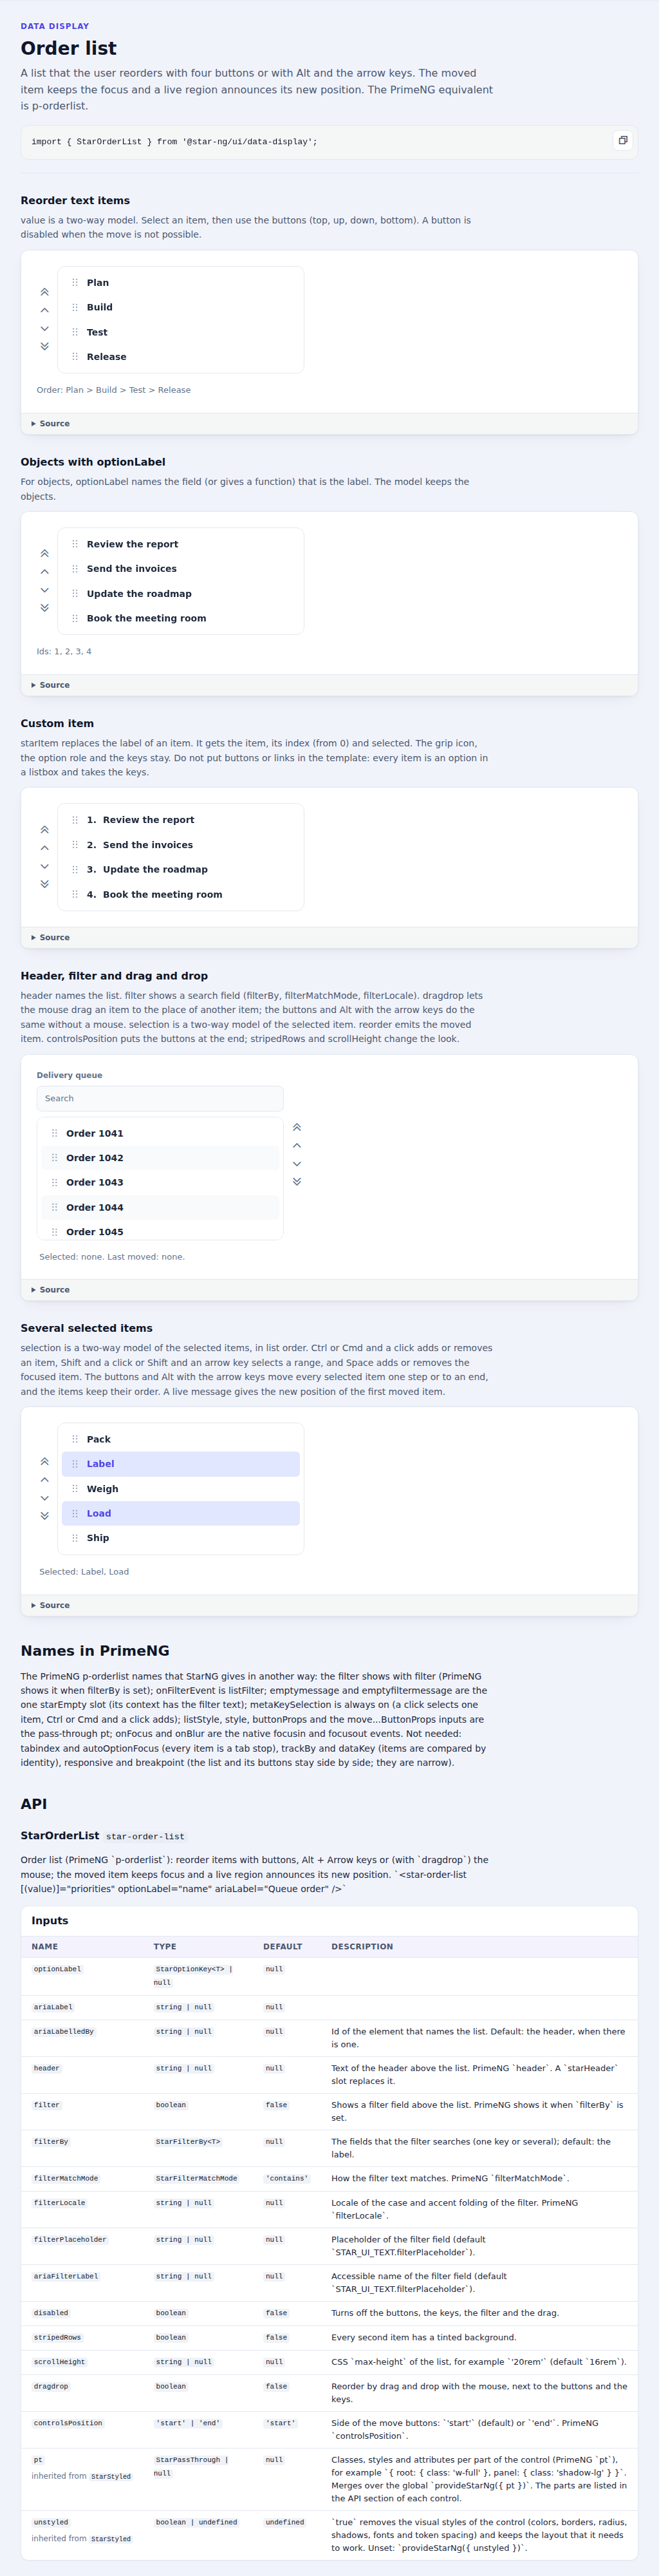 DATA DISPLAY
Order list
A list that the user reorders with four buttons or with Alt and the arrow keys. The moved
item keeps the focus and a live region announces its new position. The PrimeNG equivalent
is p-orderlist.
import { StarOrderList } from '@star-ng/ui/data-display';
Reorder text items
value is a two-way model. Select an item, then use the buttons (top, up, down, bottom). A button is
disabled when the move is not possible.
Plan
Build
Test
Release
Order: Plan > Build > Test > Release
Source
Objects with optionLabel
For objects, optionLabel names the field (or gives a function) that is the label. The model keeps the
objects.
Review the report
Send the invoices
Update the roadmap
Book the meeting room
Ids: 1, 2, 3, 4
Source
Custom item
starItem replaces the label of an item. It gets the item, its index (from 0) and selected. The grip icon,
the option role and the keys stay. Do not put buttons or links in the template: every item is an option in
a listbox and takes the keys.
1. Review the report
2. Send the invoices
3. Update the roadmap
4. Book the meeting room
Source
Header, filter and drag and drop
header names the list. filter shows a search field (filterBy, filterMatchMode, filterLocale). dragdrop lets
the mouse drag an item to the place of another item; the buttons and Alt with the arrow keys do the
same without a mouse. selection is a two-way model of the selected item. reorder emits the moved
item. controlsPosition puts the buttons at the end; stripedRows and scrollHeight change the look.
Delivery queue
Search
Order 1041
Order 1042
Order 1043
Order 1044
Order 1045
Selected: none. Last moved: none.
Source
Several selected items
selection is a two-way model of the selected items, in list order. Ctrl or Cmd and a click adds or removes
an item, Shift and a click or Shift and an arrow key selects a range, and Space adds or removes the
focused item. The buttons and Alt with the arrow keys move every selected item one step or to an end,
and the items keep their order. A live message gives the new position of the first moved item.
Pack
Label
Weigh
Load
Ship
Selected: Label, Load
Source
Names in PrimeNG
The PrimeNG p-orderlist names that StarNG gives in another way: the filter shows with filter (PrimeNG
shows it when filterBy is set); onFilterEvent is listFilter; emptymessage and emptyfiltermessage are the
one starEmpty slot (its context has the filter text); metaKeySelection is always on (a click selects one
item, Ctrl or Cmd and a click adds); listStyle, style, buttonProps and the move...ButtonProps inputs are
the pass-through pt; onFocus and onBlur are the native focusin and focusout events. Not needed:
tabindex and autoOptionFocus (every item is a tab stop), trackBy and dataKey (items are compared by
identity), responsive and breakpoint (the list and its buttons stay side by side; they are narrow).
API
StarOrderList star-order-list
Order list (PrimeNG `p-orderlist`): reorder items with buttons, Alt + Arrow keys or (with `dragdrop`) the
mouse; the moved item keeps focus and a live region announces its new position. `<star-order-list
[(value)]="priorities" optionLabel="name" ariaLabel="Queue order" />`
Inputs
NAME TYPE DEFAULT DESCRIPTION
optionLabel StarOptionKey<T> | null
null
ariaLabel string | null null
ariaLabelledBy string | null null Id of the element that names the list. Default: the header, when there
is one.
header string | null null Text of the header above the list. PrimeNG `header`. A `starHeader`
slot replaces it.
filter boolean false Shows a filter field above the list. PrimeNG shows it when `filterBy` is
set.
filterBy StarFilterBy<T> null The fields that the filter searches (one key or several); default: the
label.
filterMatchMode StarFilterMatchMode 'contains' How the filter text matches. PrimeNG `filterMatchMode`.
filterLocale string | null null Locale of the case and accent folding of the filter. PrimeNG
`filterLocale`.
filterPlaceholder string | null null Placeholder of the filter field (default
`STAR_UI_TEXT.filterPlaceholder`).
ariaFilterLabel string | null null Accessible name of the filter field (default
`STAR_UI_TEXT.filterPlaceholder`).
disabled boolean false Turns off the buttons, the keys, the filter and the drag.
stripedRows boolean false Every second item has a tinted background.
scrollHeight string | null null CSS `max-height` of the list, for example `'20rem'` (default `16rem`).
dragdrop boolean false Reorder by drag and drop with the mouse, next to the buttons and the
keys.
controlsPosition 'start' | 'end' 'start' Side of the move buttons: `'start'` (default) or `'end'`. PrimeNG
`controlsPosition`.
pt StarPassThrough | null Classes, styles and attributes per part of the control (PrimeNG `pt`),
inherited from StarStyled null for example `{ root: { class: 'w-full' }, panel: { class: 'shadow-lg' } }`.
Merges over the global `provideStarNg({ pt })`. The parts are listed in
the API section of each control.
unstyled boolean | undefined undefined `true` removes the visual styles of the control (colors, borders, radius,
inherited from StarStyled shadows, fonts and token spacing) and keeps the layout that it needs
to work. Unset: `provideStarNg({ unstyled })`.